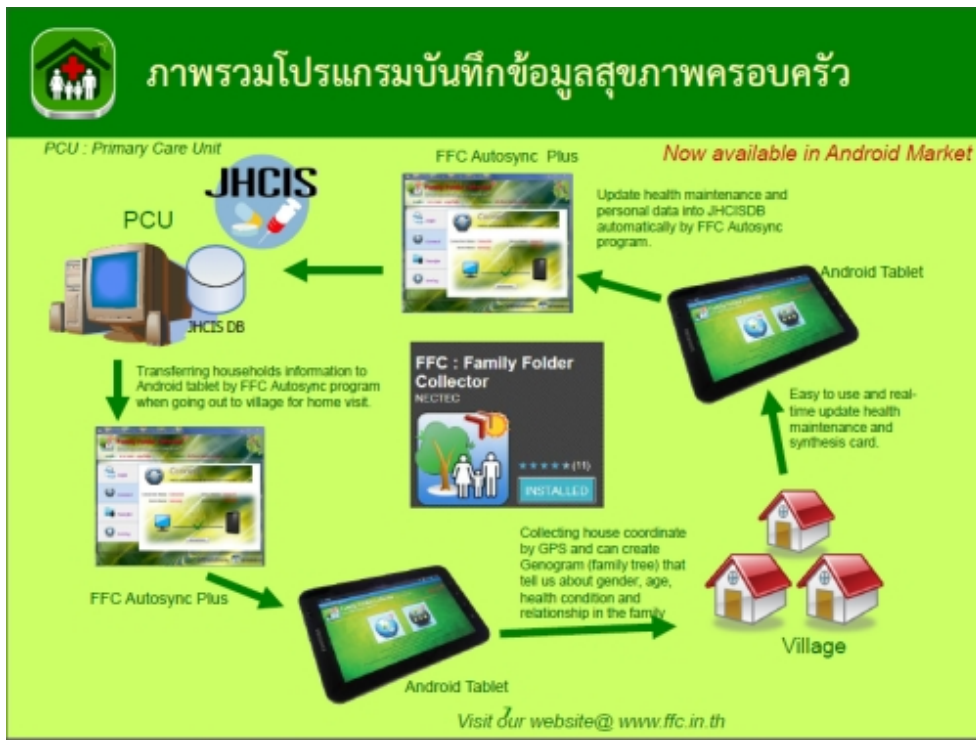 ภาพรวมโปรแกรมบันทึกข้อมูลสุขภาพครอบครัว
PCU : Primary Care Unit
JHCIS
FFC Autosync Plus
Now available in Android Market
PCU
Update health maintenance and
personal data into JHCISDB
automatically by FFC Autosync
program.
Android Tablet
JHCIS DB
Transferring households information to
Android tablet by FFC Autosync program
when going out to village for home visit.
FFC : Family Folder
Collector
NECTEC
(11)
INSTALLED
Easy to use and real-
time update health
maintenance and
synthesis card.
Collecting house coordinate
by GPS and can create
Genogram (family tree) that
tell us about gender, age,
health condition and
relationship in the family
FFC Autosync Plus
Village
Android Tablet
7
Visit our website@ www.ffc.in.th